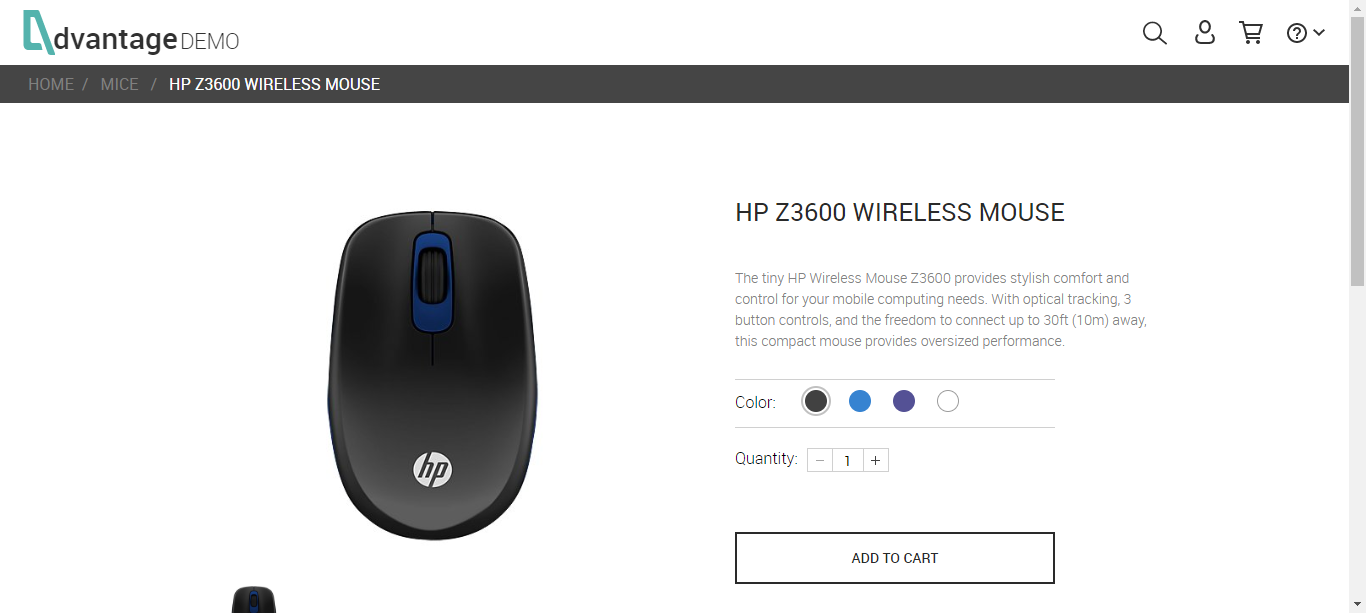 dvantage DEMO
HOME / MICE / HP Z3600 WIRELESS MOUSE
HP Z3600 WIRELESS MOUSE
The tiny HP Wireless Mouse Z3600 provides stylish comfort and
control for your mobile computing needs. With optical tracking, 3
button controls, and the freedom to connect up to 30ft (10m) away,
this compact mouse provides oversized performance.
Color:
Quantity: − 1 +
hp
ADD TO CART